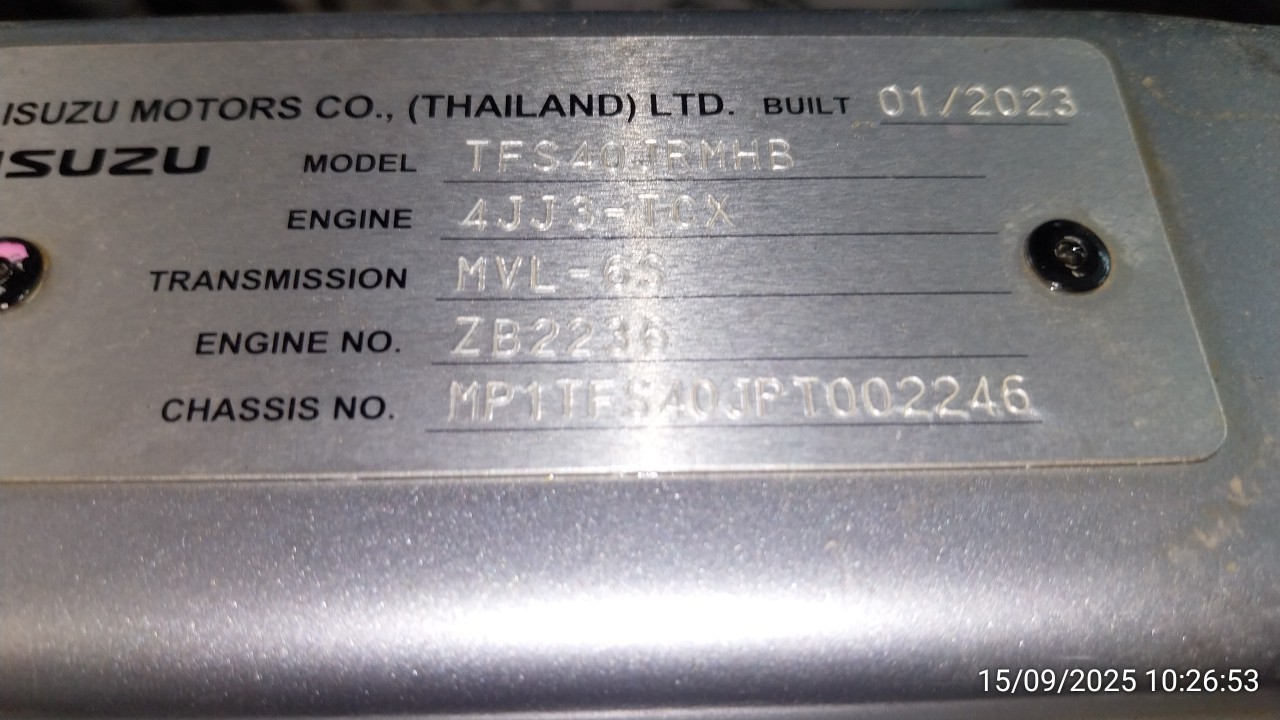 ISUZU MOTORS CO., (THAILAND) LTD. BUILT 01/2023
ISUZU MODEL TFS40JRMHB
ENGINE 4JJ3-TCX
TRANSMISSION MVL-6S
ENGINE NO. ZB2236
CHASSIS NO. MP1TFS40JPT002246
15/09/2025 10:26:53